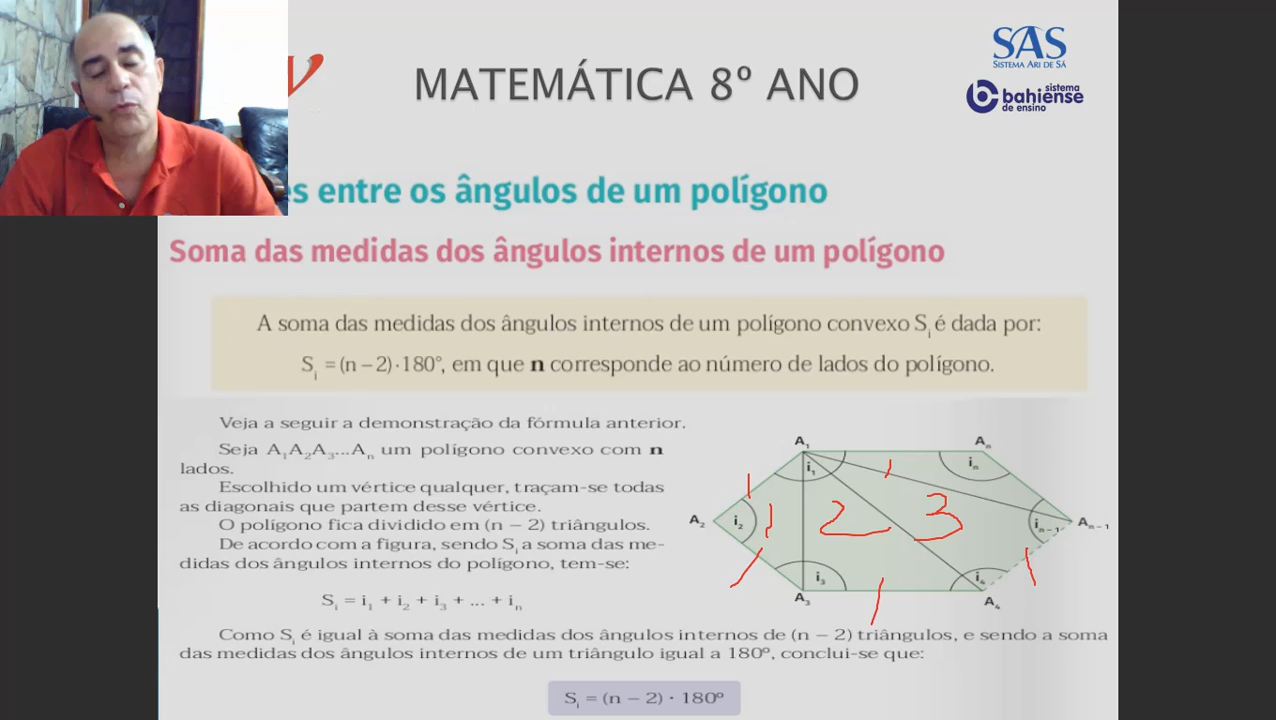 v
MATEMÁTICA 8º ANO
SAS
SISTEMA ARI DE SÁ
sistema
bahiense
de ensino
es entre os ângulos de um polígono
Soma das medidas dos ângulos internos de um polígono
A soma das medidas dos ângulos internos de um polígono convexo Sᵢ é dada por:
Sᵢ = (n – 2) · 180°, em que n corresponde ao número de lados do polígono.
Veja a seguir a demonstração da fórmula anterior.
Seja A₁A₂A₃...Aₙ um polígono convexo com n
lados.
Escolhido um vértice qualquer, traçam-se todas
as diagonais que partem desse vértice.
O polígono fica dividido em (n – 2) triângulos.
De acordo com a figura, sendo Sᵢ a soma das me-
didas dos ângulos internos do polígono, tem-se:
Sᵢ = i₁ + i₂ + i₃ + ... + iₙ
A₁
Aₙ
i₁
iₙ
A₂
i₂
1
2
3
iₙ₋₁
Aₙ₋₁
i₃
i₄
A₃
A₄
Como Sᵢ é igual à soma das medidas dos ângulos internos de (n – 2) triângulos, e sendo a soma
das medidas dos ângulos internos de um triângulo igual a 180º, conclui-se que:
Sᵢ = (n – 2) · 180º